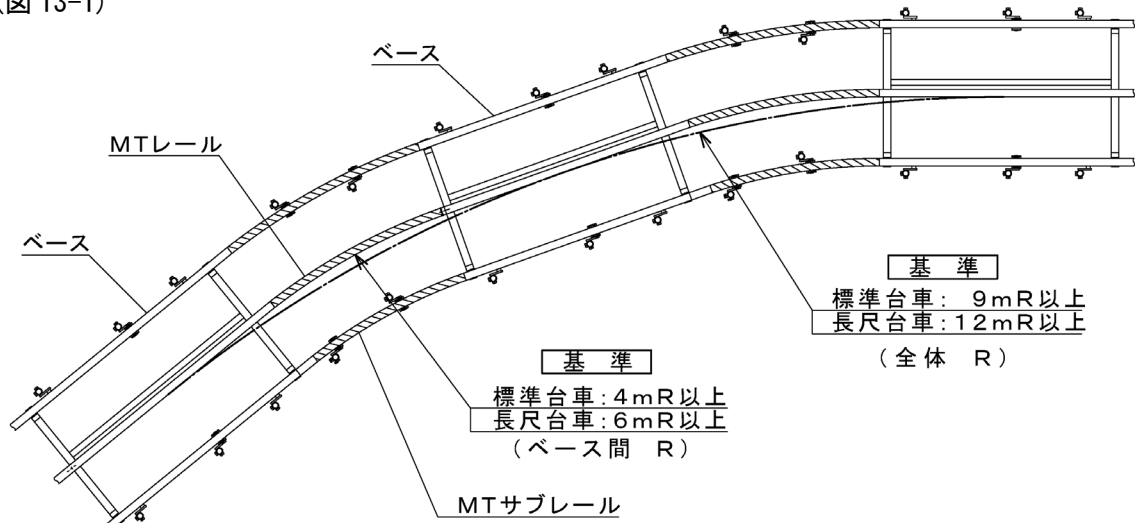 (図 13-1)
ベース
MTレール
ベース
基 準
標準台車: 9mR以上
長尺台車:12mR以上
(全体 R)
基 準
標準台車:4mR以上
長尺台車:6mR以上
(ベース間 R)
MTサブレール